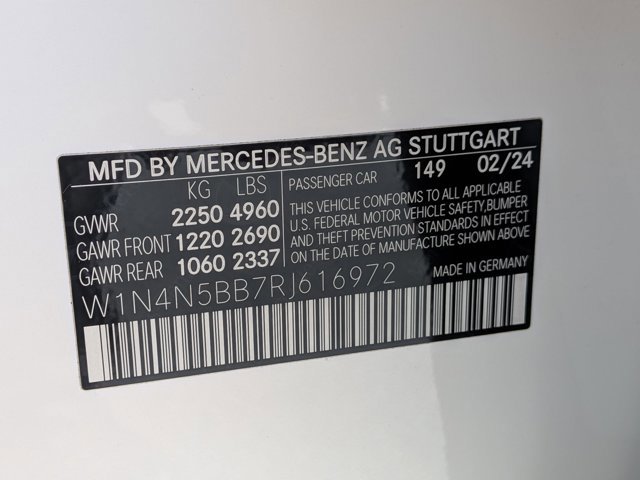 MFD BY MERCEDES-BENZ AG STUTTGART
KG LBS
GVWR 2250 4960
GAWR FRONT 1220 2690
GAWR REAR 1060 2337
PASSENGER CAR 149 02/24
THIS VEHICLE CONFORMS TO ALL APPLICABLE
U.S. FEDERAL MOTOR VEHICLE SAFETY,BUMPER
AND THEFT PREVENTION STANDARDS IN EFFECT
ON THE DATE OF MANUFACTURE SHOWN ABOVE
W1N4N5BB7RJ616972
MADE IN GERMANY